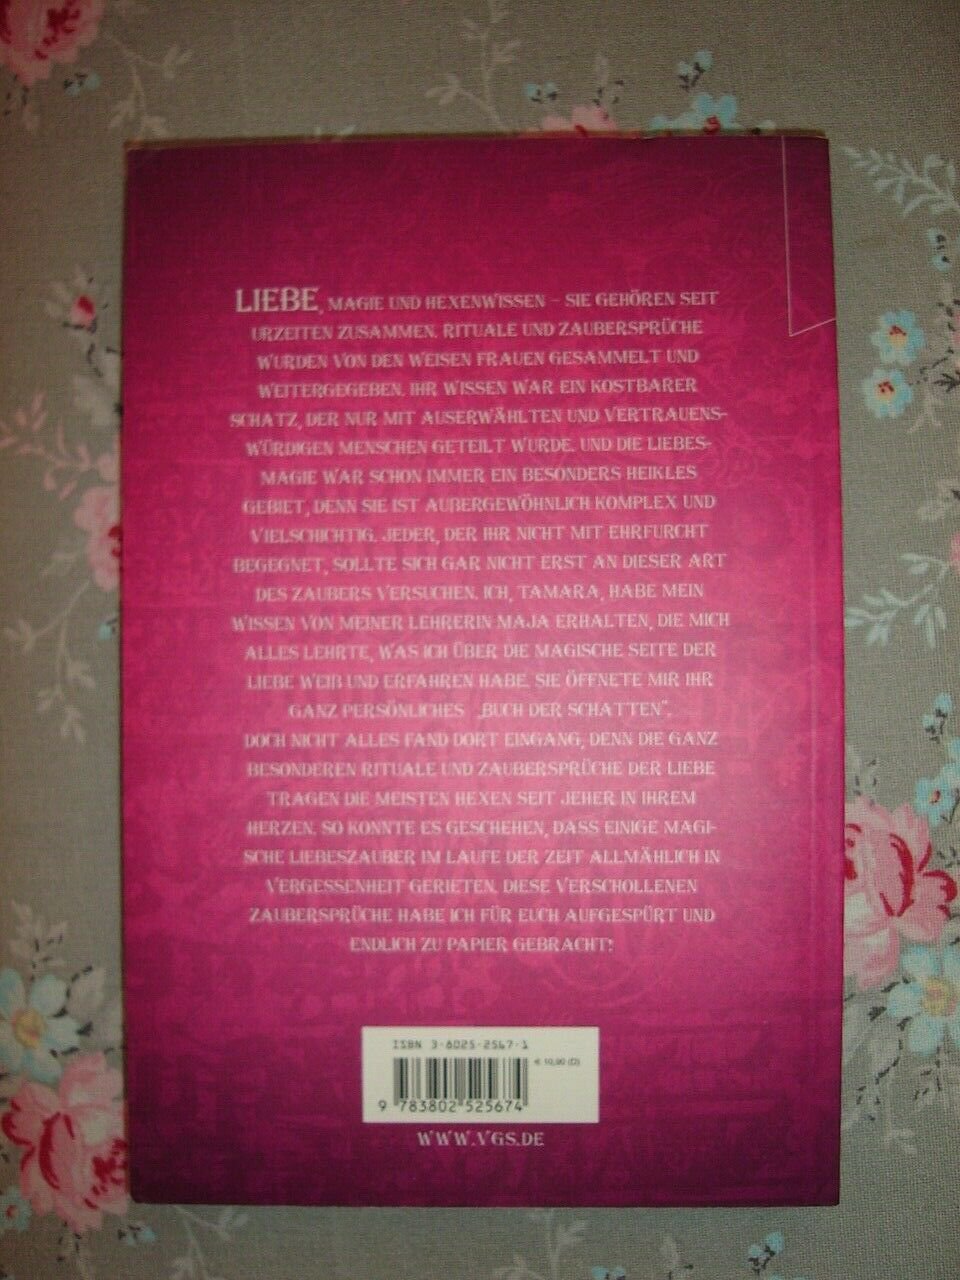 LIEBE, MAGIE UND HEXENWISSEN – SIE GEHÖREN SEIT
URZEITEN ZUSAMMEN. RITUALE UND ZAUBERSPRÜCHE
WURDEN VON DEN WEISEN FRAUEN GESAMMELT UND
WEITERGEGEBEN. IHR WISSEN WAR EIN KOSTBARER
SCHATZ, DER NUR MIT AUSERWÄHLTEN UND VERTRAUENS-
WÜRDIGEN MENSCHEN GETEILT WURDE. UND DIE LIEBES-
MAGIE WAR SCHON IMMER EIN BESONDERS HEIKLES
GEBIET, DENN SIE IST AUßERGEWÖHNLICH KOMPLEX UND
VIELSCHICHTIG. JEDER, DER IHR NICHT MIT EHRFURCHT
BEGEGNET, SOLLTE SICH GAR NICHT ERST AN DIESER ART
DES ZAUBERS VERSUCHEN. ICH, TAMARA, HABE MEIN
WISSEN VON MEINER LEHRERIN MAJA ERHALTEN, DIE MICH
ALLES LEHRTE, WAS ICH ÜBER DIE MAGISCHE SEITE DER
LIEBE WEIß UND ERFAHREN HABE. SIE ÖFFNETE MIR IHR
GANZ PERSÖNLICHES „BUCH DER SCHATTEN“.
DOCH NICHT ALLES FAND DORT EINGANG, DENN DIE GANZ
BESONDEREN RITUALE UND ZAUBERSPRÜCHE DER LIEBE
TRAGEN DIE MEISTEN HEXEN SEIT JEHER IN IHREM
HERZEN. SO KONNTE ES GESCHEHEN, DASS EINIGE MAGI-
SCHE LIEBESZAUBER IM LAUFE DER ZEIT ALLMÄHLICH IN
VERGESSENHEIT GERIETEN. DIESE VERSCHOLLENEN
ZAUBERSPRÜCHE HABE ICH FÜR EUCH AUFGESPÜRT UND
ENDLICH ZU PAPIER GEBRACHT!
ISBN 3-8025-2567-1
€ 10,00 (D)
9 783802 525674
WWW.VGS.DE